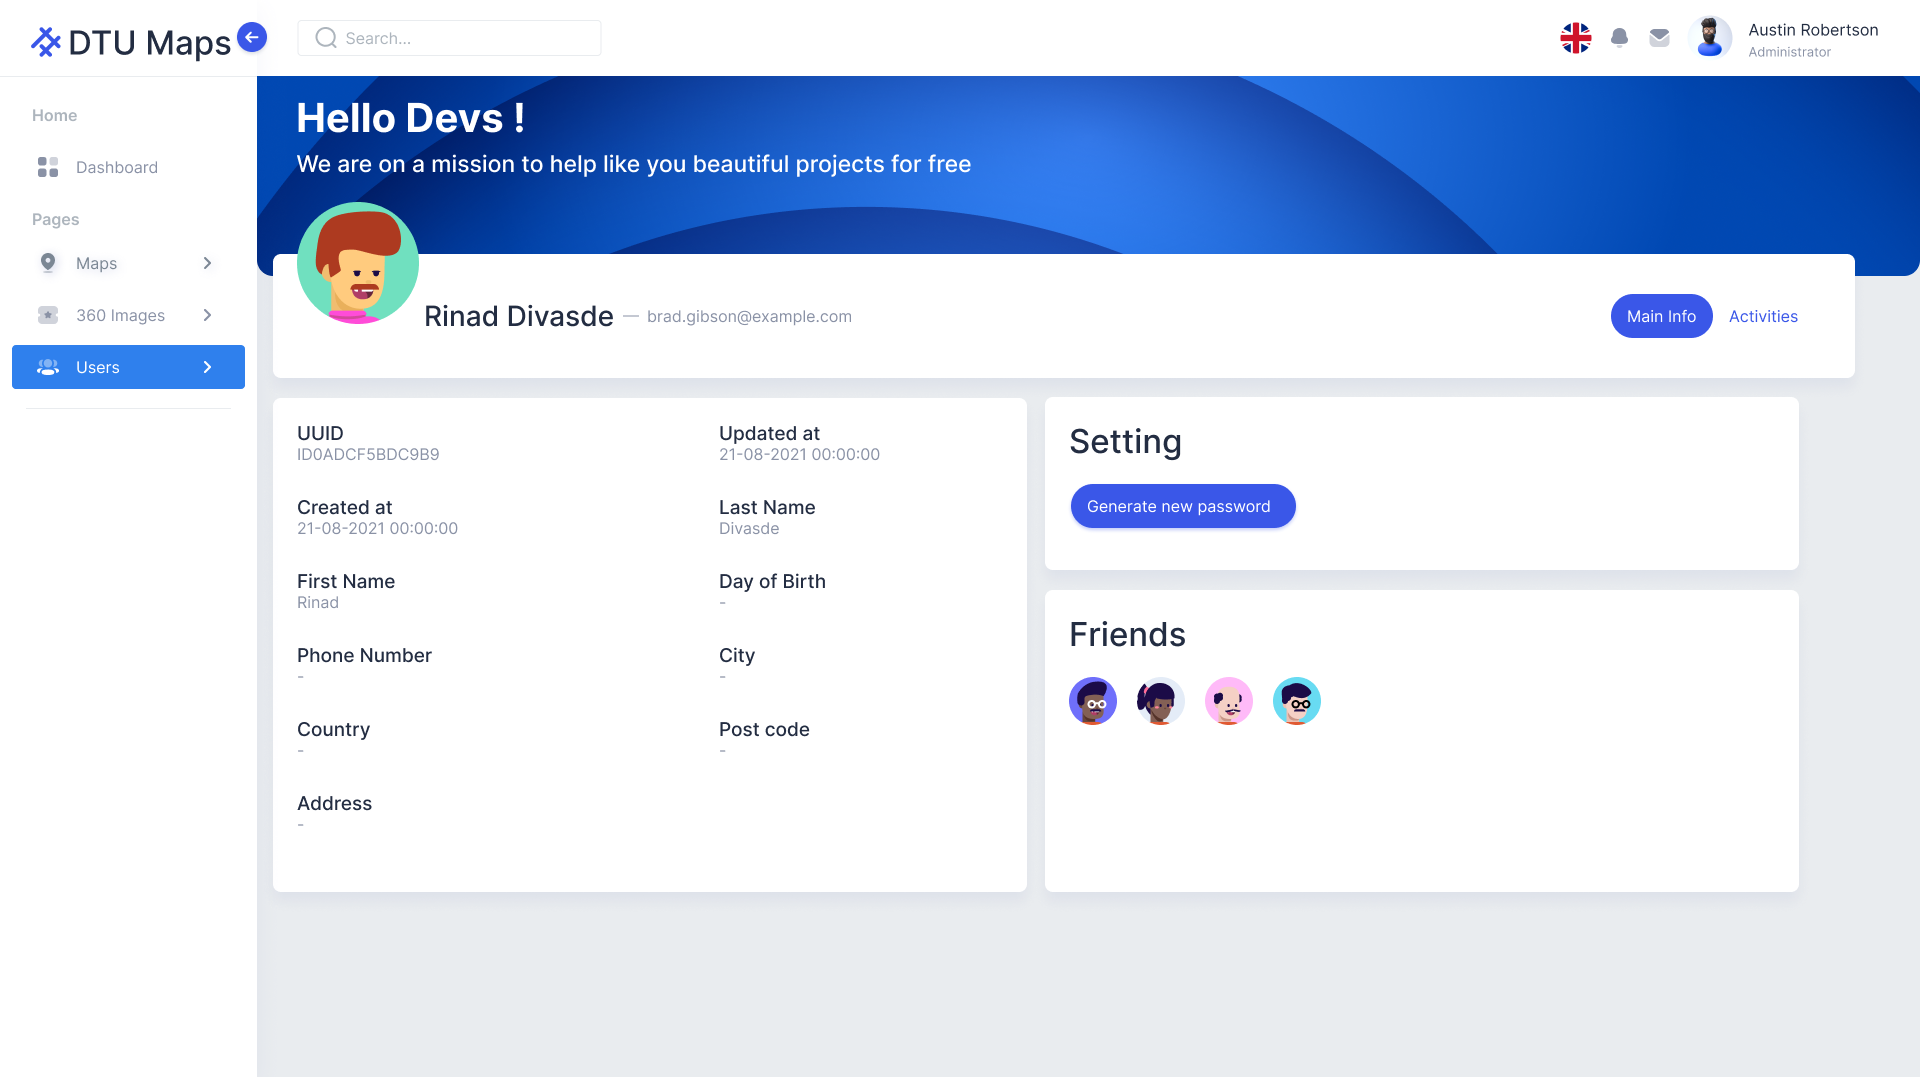 DTU Maps
Search...
Austin Robertson
Administrator
Home
Dashboard
Pages
Maps
360 Images
Users
Hello Devs !
We are on a mission to help like you beautiful projects for free
Rinad Divasde — brad.gibson@example.com
Main Info
Activities
UUID
ID0ADCF5BDC9B9
Updated at
21-08-2021 00:00:00
Created at
21-08-2021 00:00:00
Last Name
Divasde
First Name
Rinad
Day of Birth
-
Phone Number
-
City
-
Country
-
Post code
-
Address
-
Setting
Generate new password
Friends